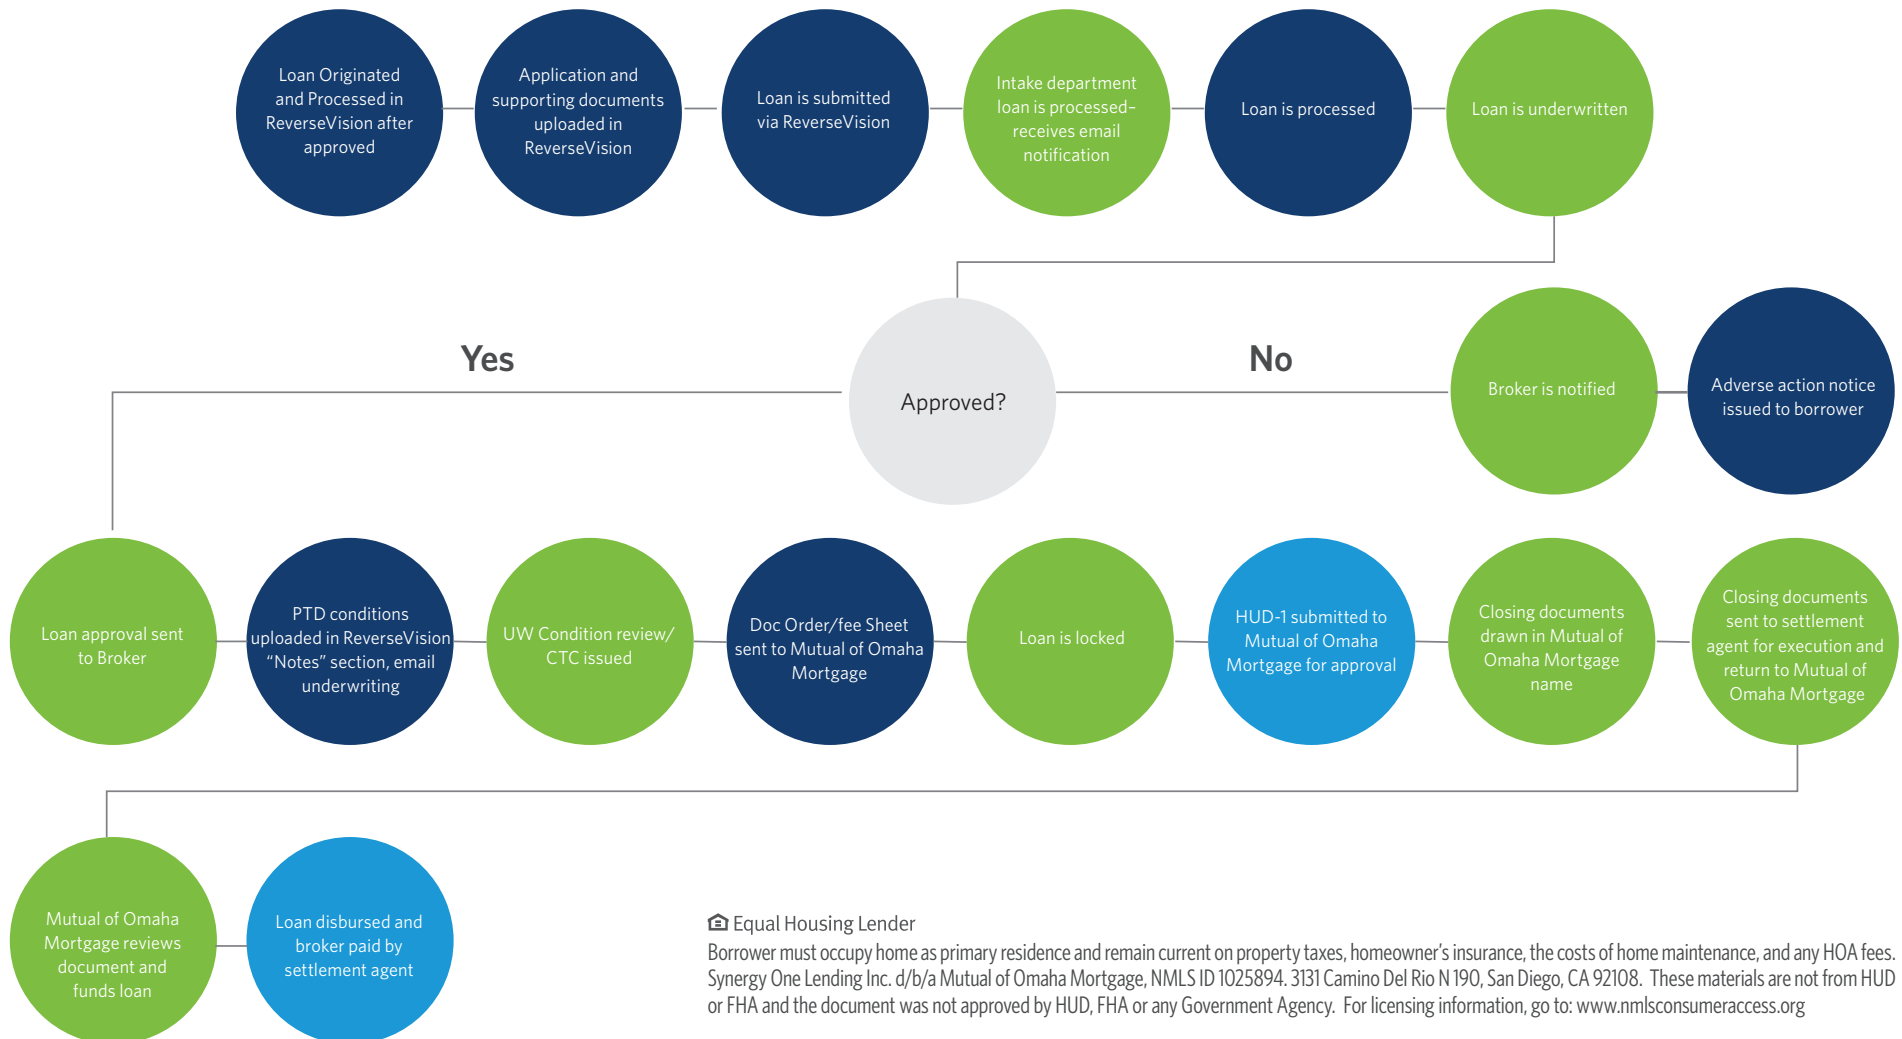 Loan Originated
and Processed in
ReverseVision after
approved
Application and
supporting documents
uploaded in
ReverseVision
Loan is submitted
via ReverseVision
Intake department
loan is processed–
receives email
notification
Loan is processed
Loan is underwritten
Yes
Approved?
No
Broker is notified
Adverse action notice
issued to borrower
Loan approval sent
to Broker
PTD conditions
uploaded in ReverseVision
“Notes” section, email
underwriting
UW Condition review/
CTC issued
Doc Order/fee Sheet
sent to Mutual of Omaha
Mortgage
Loan is locked
HUD-1 submitted to
Mutual of Omaha
Mortgage for approval
Closing documents
drawn in Mutual of
Omaha Mortgage
name
Closing documents
sent to settlement
agent for execution and
return to Mutual of
Omaha Mortgage
Mutual of Omaha
Mortgage reviews
document and
funds loan
Loan disbursed and
broker paid by
settlement agent
Equal Housing Lender
Borrower must occupy home as primary residence and remain current on property taxes, homeowner’s insurance, the costs of home maintenance, and any HOA fees.
Synergy One Lending Inc. d/b/a Mutual of Omaha Mortgage, NMLS ID 1025894. 3131 Camino Del Rio N 190, San Diego, CA 92108. These materials are not from HUD
or FHA and the document was not approved by HUD, FHA or any Government Agency. For licensing information, go to: www.nmlsconsumeraccess.org